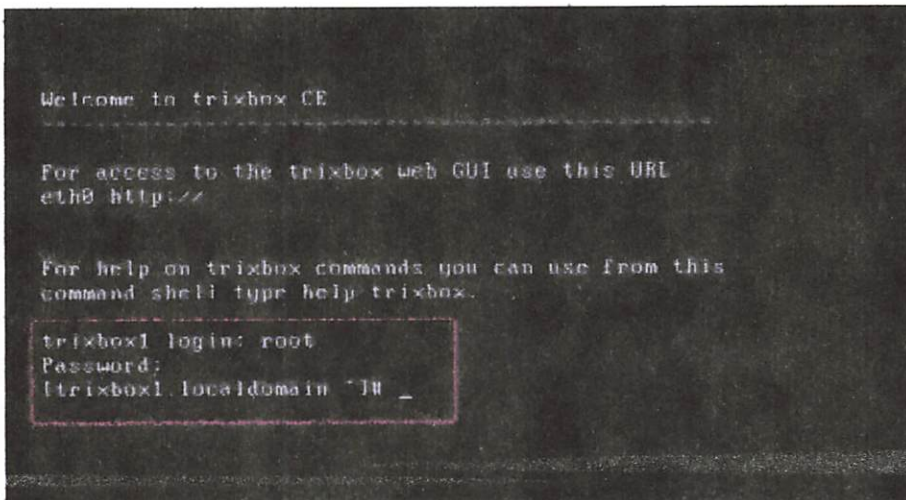 Welcome to trixbox CE
For access to the trixbox web GUI use this URL
eth0 http://
For help on trixbox commands you can use from this
command shell type help trixbox.
trixbox1 login: root
Password:
[trixbox1.localdomain ~]# _